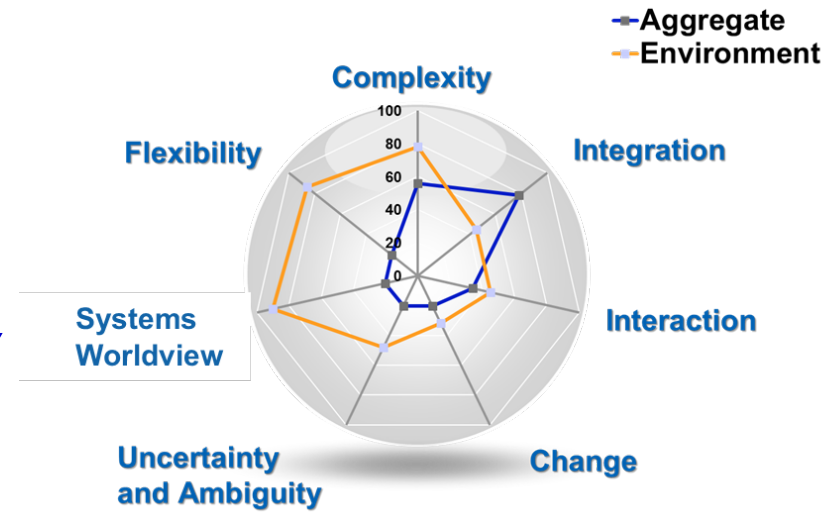 Aggregate
Environment
Complexity
Flexibility
Integration
100
80
60
40
20
0
Systems
Worldview
Interaction
Uncertainty
and Ambiguity
Change